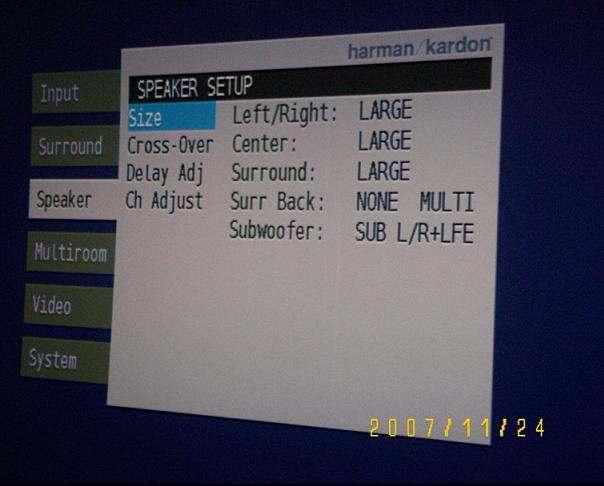 harman/kardon
SPEAKER SETUP
Input
Surround
Speaker
Multiroom
Video
System
Size
Cross-Over
Delay Adj
Ch Adjust
Left/Right: LARGE
Center: LARGE
Surround: LARGE
Surr Back: NONE MULTI
Subwoofer: SUB L/R+LFE
2007/11/24